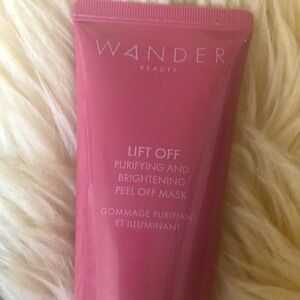 WANDER
BEAUTY
LIFT OFF
PURIFYING AND
BRIGHTENING
PEEL OFF MASK
GOMMAGE PURIFIANT
ET ILLUMINANT